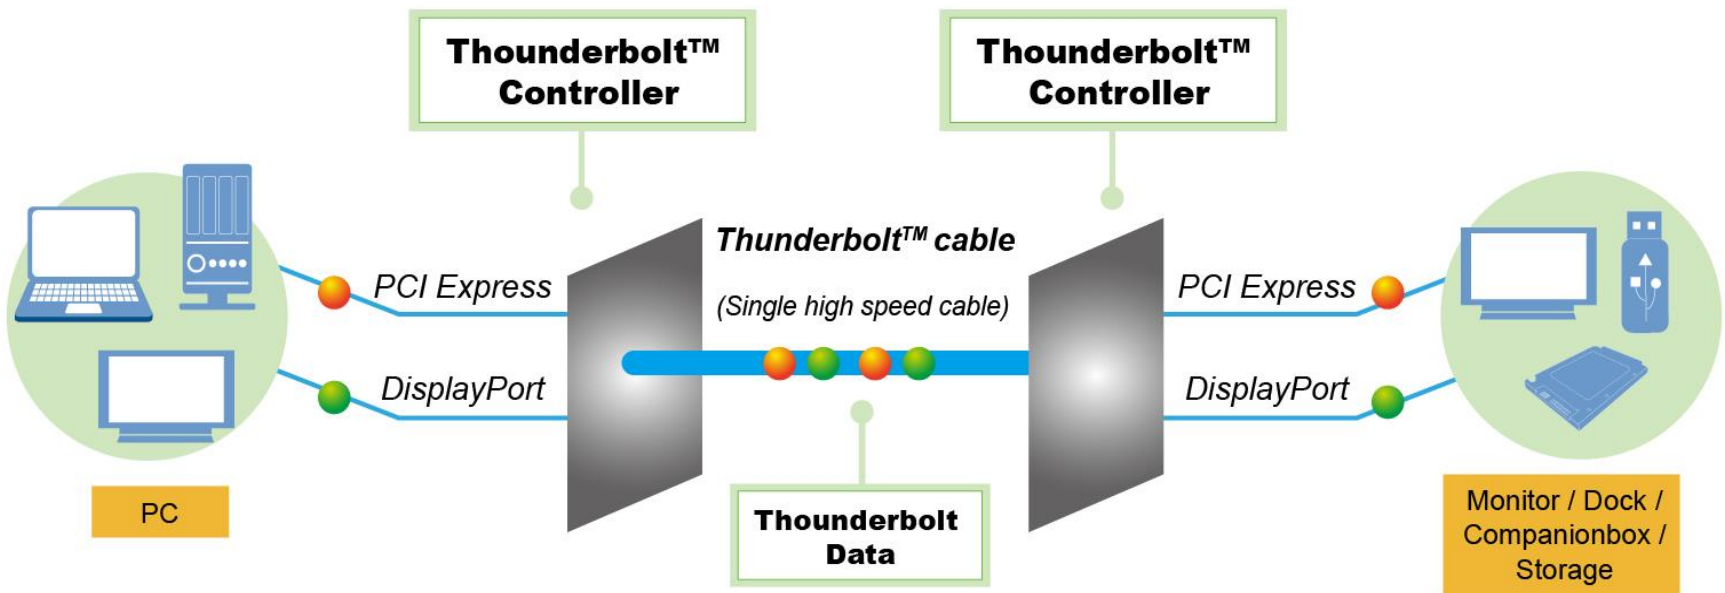 Thounderbolt™
Controller
Thounderbolt™
Controller
Thunderbolt™ cable
(Single high speed cable)
PCI Express
DisplayPort
PCI Express
DisplayPort
Thounderbolt
Data
PC
Monitor / Dock /
Companionbox /
Storage